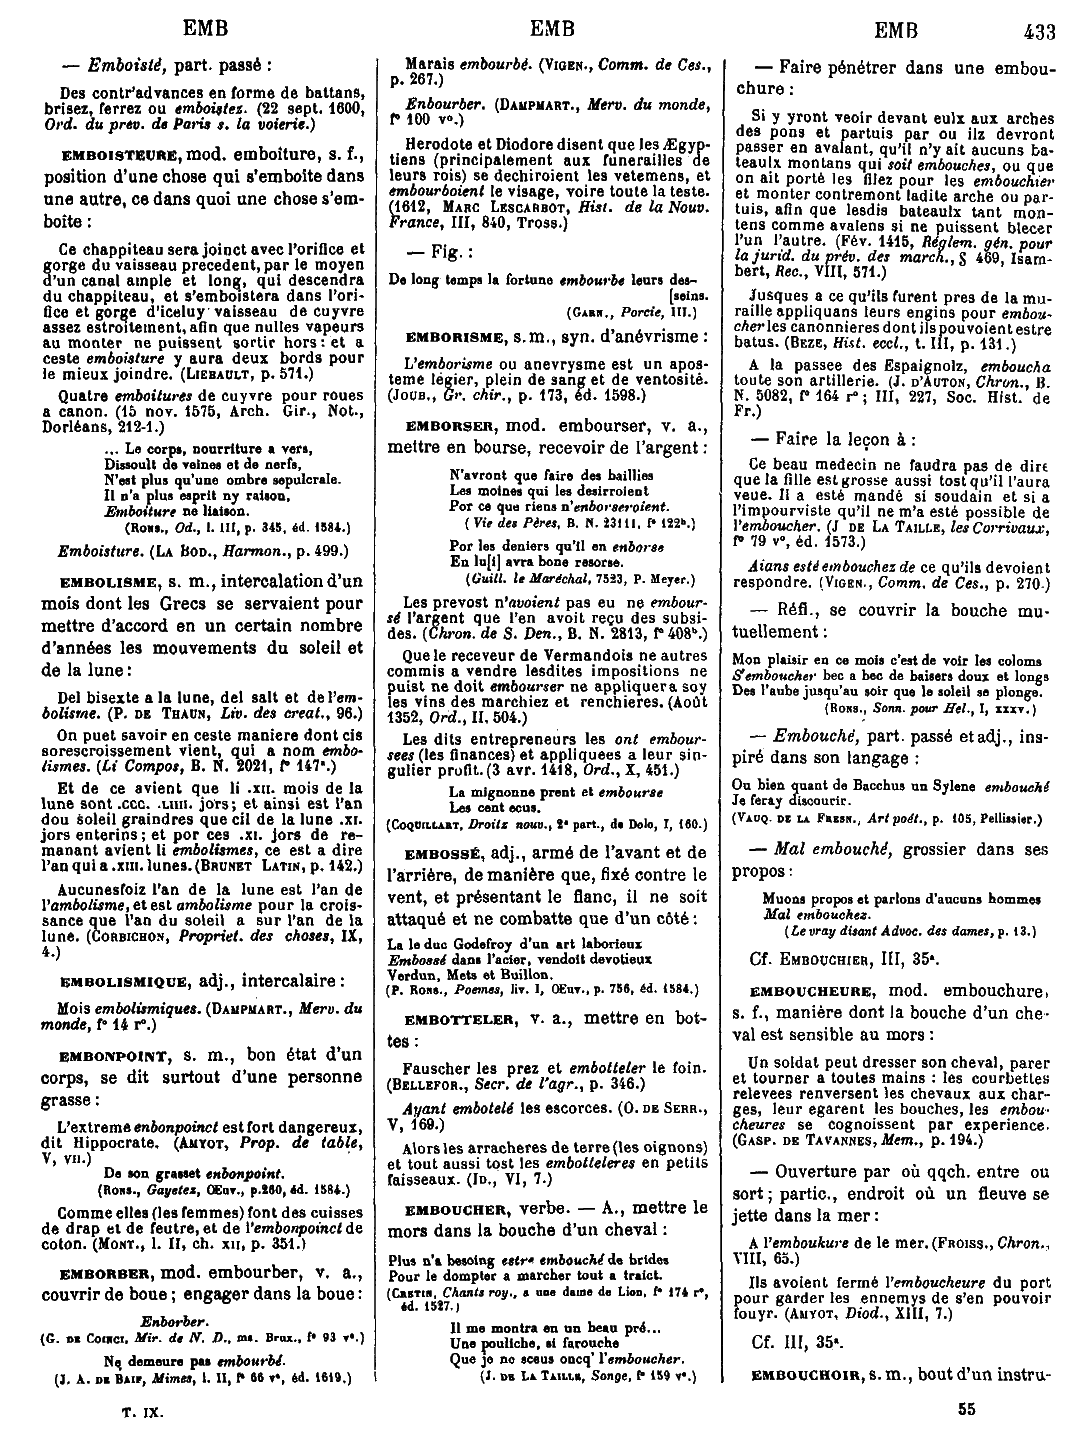 EMB
EMB
EMB 433
— Emboisté, part. passé :
Des contr'advances en forme de battans,
brisez, ferrez ou emboistez. (22 sept. 1600,
Ord. du prev. de Paris s. la voierie.)
EMBOISTEURE, mod. emboîture, s. f.,
position d'une chose qui s'emboîte dans
une autre, ce dans quoi une chose s'em-
boîte :
Ce chappiteau sera joinct avec l'orifice et
gorge du vaisseau precedent, par le moyen
d'un canal ample et long, qui descendra
du chappiteau, et s'emboistera dans l'ori-
fice et gorge d'iceluy vaisseau de cuyvre
assez estroitement, afin que nulles vapeurs
au monter ne puissent sortir hors : et a
ceste emboisture y aura deux bords pour
le mieux joindre. (LIEBAULT, p. 571.)
Quatre emboitures de cuyvre pour roues
a canon. (15 nov. 1575, Arch. Gir., Not.,
Dorléans, 212-1.)
... Le corps, nourriture a vers,
Dissoult de veines et de nerfs,
N'est plus qu'une ombre sepulcrale.
Il n'a plus esprit ny raison,
Emboiture ne liaison.
(RONS., Od., l. III, p. 345, éd. 1584.)
Emboisture. (LA BOD., Harmon., p. 499.)
EMBOLISME, s. m., intercalation d'un
mois dont les Grecs se servaient pour
mettre d'accord en un certain nombre
d'années les mouvements du soleil et
de la lune :
Del bisexte a la lune, del salt et de l'em-
bolisme. (P. DE THAUN, Liv. des creat., 96.)
On puet savoir en ceste maniere dont cis
sorescroissement vient, qui a nom embo-
lismes. (Li Compos, B. N. 2021, f° 147ª.)
Et de ce avient que li .XII. mois de la
lune sont .CCC. .LIIII. jors ; et ainsi est l'an
dou soleil graindres que cil de la lune .XI.
jors enterins ; et por ces .XI. jors de re-
manant avient li embolismes, ce est a dire
l'an qui a .XIII. lunes. (BRUNET LATIN, p. 142.)
Aucunesfoiz l'an de la lune est l'an de
l'ambolisme, et est ambolisme pour la crois-
sance que l'an du soleil a sur l'an de la
lune. (CORBICHON, Propriet. des choses, IX,
4.)
EMBOLISMIQUE, adj., intercalaire :
Mois embolismiques. (DAMPMART., Merv. du
monde, f° 14 r°.)
EMBONPOINT, s. m., bon état d'un
corps, se dit surtout d'une personne
grasse :
L'extreme enbonpoinct est fort dangereux,
dit Hippocrate. (AMYOT, Prop. de table,
V, VII.)
De son grasset enbonpoint.
(RONS., Gayetez, Œuv., p. 260, éd. 1584.)
Comme elles (les femmes) font des cuisses
de drap et de feutre, et de l'embonpoinct de
coton. (MONT., l. II, ch. XII, p. 351.)
EMBORBER, mod. embourber, v. a.,
couvrir de boue ; engager dans la boue :
Enborber.
(G. DE COINCI, Mir. de N. D., ms. Brux., f° 93 v°.)
Ne demeure pas embourbé.
(J. A. DE BAIF, Mimes, l. II, f° 66 v°, éd. 1619.)
T. IX.
Marais embourbé. (VIGEN., Comm. de Ces.,
p. 267.)
Enbourber. (DAMPMART., Merv. du monde,
f° 100 v°.)
Herodote et Diodore disent que les Ægyp-
tiens (principalement aux funerailles de
leurs rois) se dechiroient les vetemens, et
embourboient le visage, voire toute la teste.
(1612, MARC LESCARBOT, Hist. de la Nouv.
France, III, 840, Tross.)
— Fig. :
De long temps la fortune embourbe leurs des-
[seins.
(GARN., Porcie, III.)
EMBORISME, s. m., syn. d'anévrisme :
L'emborisme ou anevrysme est un apos-
teme légier, plein de sang et de ventosité.
(JOUB., Gr. chir., p. 173, éd. 1598.)
EMBORSER, mod. embourser, v. a.,
mettre en bourse, recevoir de l'argent :
N'avront que faire des baillies
Les moines qui les desirroient
Por ce que riens n'enborseroient.
(Vie des Pères, B. N. 23111, f° 122ᵇ.)
Por les deniers qu'il en enborse
En lu[i] avra bone resorse.
(Guill. le Maréchal, 7523, P. Meyer.)
Les prevost n'avoient pas eu ne embour-
sé l'argent que l'en avoit reçu des subsi-
des. (Chron. de S. Den., B. N. 2813, f° 408ᵇ.)
Que le receveur de Vermandois ne autres
commis a vendre lesdites impositions ne
puist ne doit embourser ne appliquer a soy
les vins des marchiez et renchieres. (Août
1352, Ord., II, 504.)
Les dits entrepreneurs les ont embour-
sees (les finances) et appliquees a leur sin-
gulier profit. (3 avr. 1418, Ord., X, 451.)
La mignonne prent et embourse
Les cent ecus.
(COQUILLART, Droitz nouv., 2ª part., de Dolo, I, 160.)
EMBOSSÉ, adj., armé de l'avant et de
l'arrière, de manière que, fixé contre le
vent, et présentant le flanc, il ne soit
attaqué et ne combatte que d'un côté :
La le duc Godefroy d'un art laborieux
Embossé dans l'acier, vendoit devotieux
Verdun, Mets et Buillon.
(P. RONS., Poemes, liv. I, Œuv., p. 756, éd. 1584.)
EMBOTTELER, v. a., mettre en bot-
tes :
Fauscher les prez et embotteler le foin.
(BELLEFOR., Secr. de l'agr., p. 346.)
Ayant embotelé les escorces. (O. DE SERR.,
V, 169.)
Alors les arracheres de terre (les oignons)
et tout aussi tost les embotteleres en petits
faisseaux. (ID., VI, 7.)
EMBOUCHER, verbe. — A., mettre le
mors dans la bouche d'un cheval :
Plus n'a besoing estre embouché de brides
Pour le dompter a marcher tout a traict.
(CRETIN, Chants roy., a une dame de Lion, f° 174 r°,
éd. 1527.)
Il me montra en un beau pré...
Une pouliche, si farouche
Que je ne sceus oncq' l'emboucher.
(J. DE LA TAILLE, Songe, f° 159 v°.)
— Faire pénétrer dans une embou-
chure :
Si y yront veoir devant eulx aux arches
des pons et partuis par ou ilz devront
passer en avalant, qu'il n'y ait aucuns ba-
teaulx montans qui soit embouches, ou que
on ait porté les filez pour les embouchier
et monter contremont ladite arche ou par-
tuis, afin que lesdis bateaulx tant mon-
tens comme avalens si ne puissent blecer
l'un l'autre. (Fév. 1415, Réglem. gén. pour
la jurid. du prév. des march., § 469, Isam-
bert, Rec., VIII, 571.)
Jusques a ce qu'ils furent pres de la mu-
raille appliquans leurs engins pour embou-
cher les canonnieres dont ils pouvoient estre
batus. (BEZE, Hist. eccl., t. III, p. 131.)
A la passee des Espaignolz, emboucha
toute son artillerie. (J. D'AUTON, Chron., B.
N. 5082, f° 164 r° ; III, 227, Soc. Hist. de
Fr.)
— Faire la leçon à :
Ce beau medecin ne faudra pas de dire
que la fille est grosse aussi tost qu'il l'aura
veue. Il a esté mandé si soudain et si a
l'impourviste qu'il ne m'a esté possible de
l'emboucher. (J DE LA TAILLE, les Corrivaux,
f° 79 v°, éd. 1573.)
Aians esté embouchez de ce qu'ils devoient
respondre. (VIGEN., Comm. de Ces., p. 270.)
— Réfl., se couvrir la bouche mu-
tuellement :
Mon plaisir en ce mois c'est de voir les coloms
S'emboucher bec a bec de baisers doux et longs
Des l'aube jusqu'au soir que le soleil se plonge.
(RONS., Sonn. pour Hel., I, XXXV.)
— Embouché, part. passé et adj., ins-
piré dans son langage :
Ou bien quant de Bacchus un Sylene embouché
Je feray discourir.
(VAUQ. DE LA FRESN., Art poét., p. 105, Pellissier.)
— Mal embouché, grossier dans ses
propos :
Muons propos et parlons d'aucuns hommes
Mal embouchez.
(Le vray disant Advoc. des dames, p. 13.)
Cf. EMBOUCHIER, III, 35ª.
EMBOUCHEURE, mod. embouchure,
s. f., manière dont la bouche d'un che-
val est sensible au mors :
Un soldat peut dresser son cheval, parer
et tourner a toutes mains : les courbettes
relevees renversent les chevaux aux char-
ges, leur egarent les bouches, les embou-
cheures se cognoissent par experience.
(GASP. DE TAVANNES, Mem., p. 194.)
— Ouverture par où qqch. entre ou
sort ; partic., endroit où un fleuve se
jette dans la mer :
A l'emboukure de le mer. (FROISS., Chron.,
VIII, 65.)
Ils avoient fermé l'emboucheure du port
pour garder les ennemys de s'en pouvoir
fouyr. (AMYOT, Diod., XIII, 7.)
Cf. III, 35ª.
EMBOUCHOIR, s. m., bout d'un instru-
55